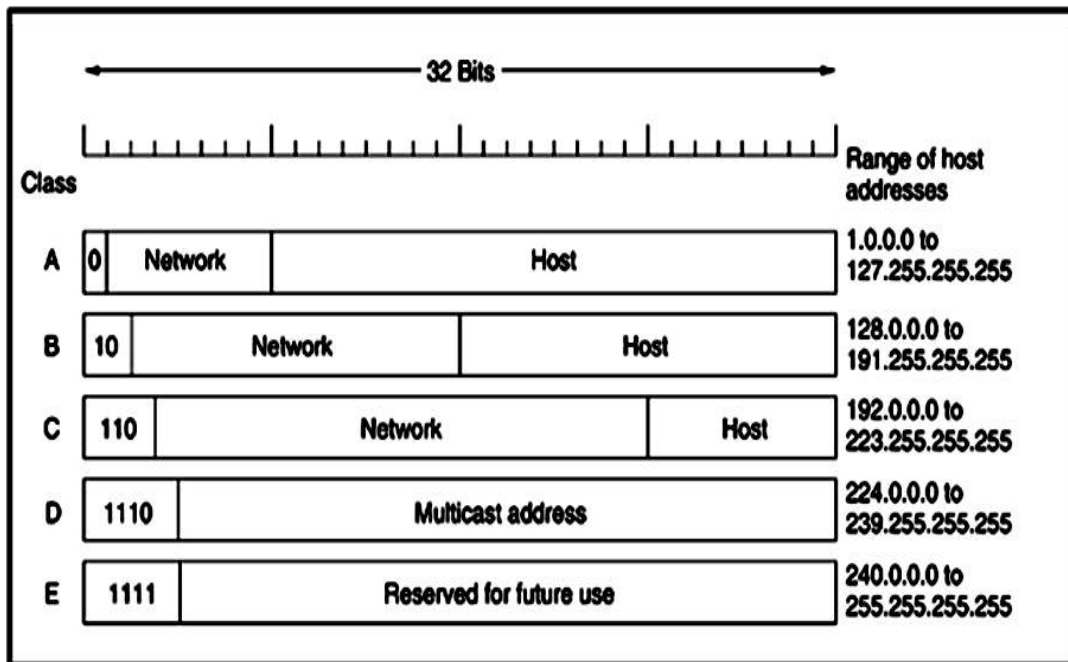 32 Bits
Class
Range of host
addresses
A 0 Network Host 1.0.0.0 to
127.255.255.255
B 10 Network Host 128.0.0.0 to
191.255.255.255
C 110 Network Host 192.0.0.0 to
223.255.255.255
D 1110 Multicast address 224.0.0.0 to
239.255.255.255
E 1111 Reserved for future use 240.0.0.0 to
255.255.255.255